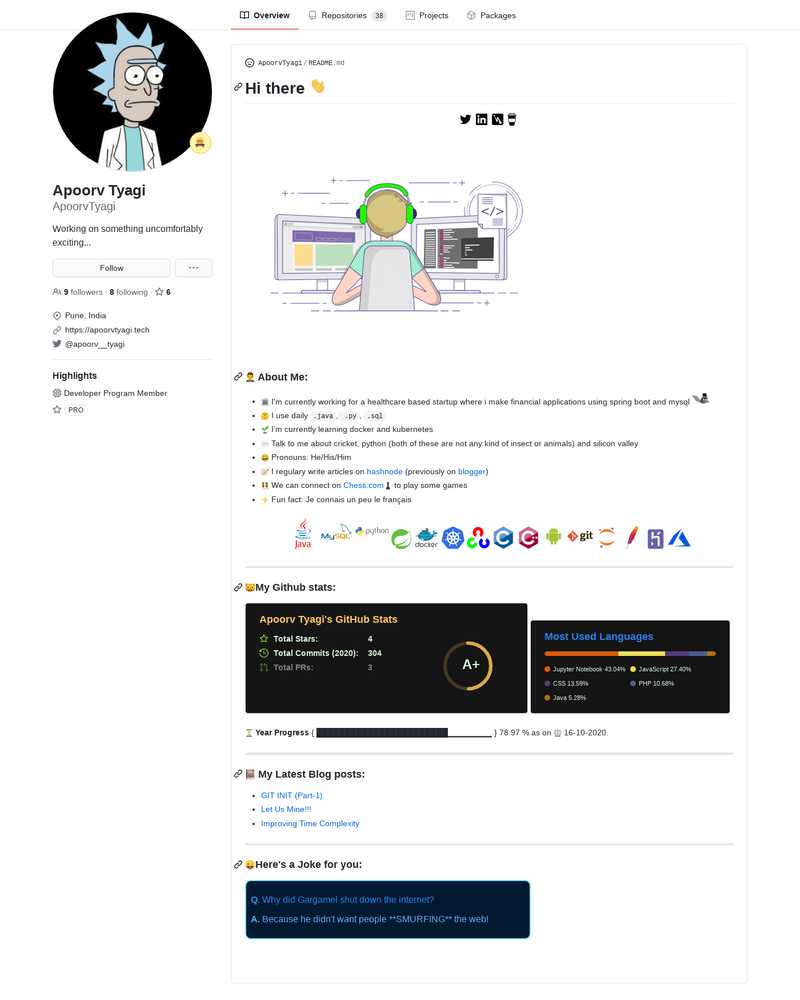 Overview
Repositories 38
Projects
Packages
Apoorv Tyagi
ApoorvTyagi
Working on something uncomfortably
exciting...
Follow
9 followers · 8 following · 6
Pune, India
https://apoorvtyagi.tech
@apoorv__tyagi
Highlights
Developer Program Member
PRO
ApoorvTyagi / README.md
Hi there 👋
</>
🤵 About Me:
I'm currently working for a healthcare based startup where i make financial applications using spring boot and mysql
I use daily .java , .py , .sql
🌱 I'm currently learning docker and kubernetes
Talk to me about cricket, python (both of these are not any kind of insect or animals) and silicon valley
😄 Pronouns: He/His/Him
📝 I regulary write articles on hashnode (previously on blogger)
We can connect on Chess.com ♟ to play some games
⚡ Fun fact: Je connais un peu le français
Java
MySQL
python
docker
C
C++
git
My Github stats:
Apoorv Tyagi's GitHub Stats
Total Stars: 4
Total Commits (2020): 304
Total PRs: 3
A+
Most Used Languages
Jupyter Notebook 43.04% JavaScript 27.40%
CSS 13.59% PHP 10.68%
Java 5.28%
⏳ Year Progress { ██████████████████████________ } 78.97 % as on ⏰ 16-10-2020.
My Latest Blog posts:
GIT INIT (Part-1)
Let Us Mine!!!
Improving Time Complexity
😜Here's a Joke for you:
Q. Why did Gargamel shut down the internet?
A. Because he didn't want people **SMURFING** the web!